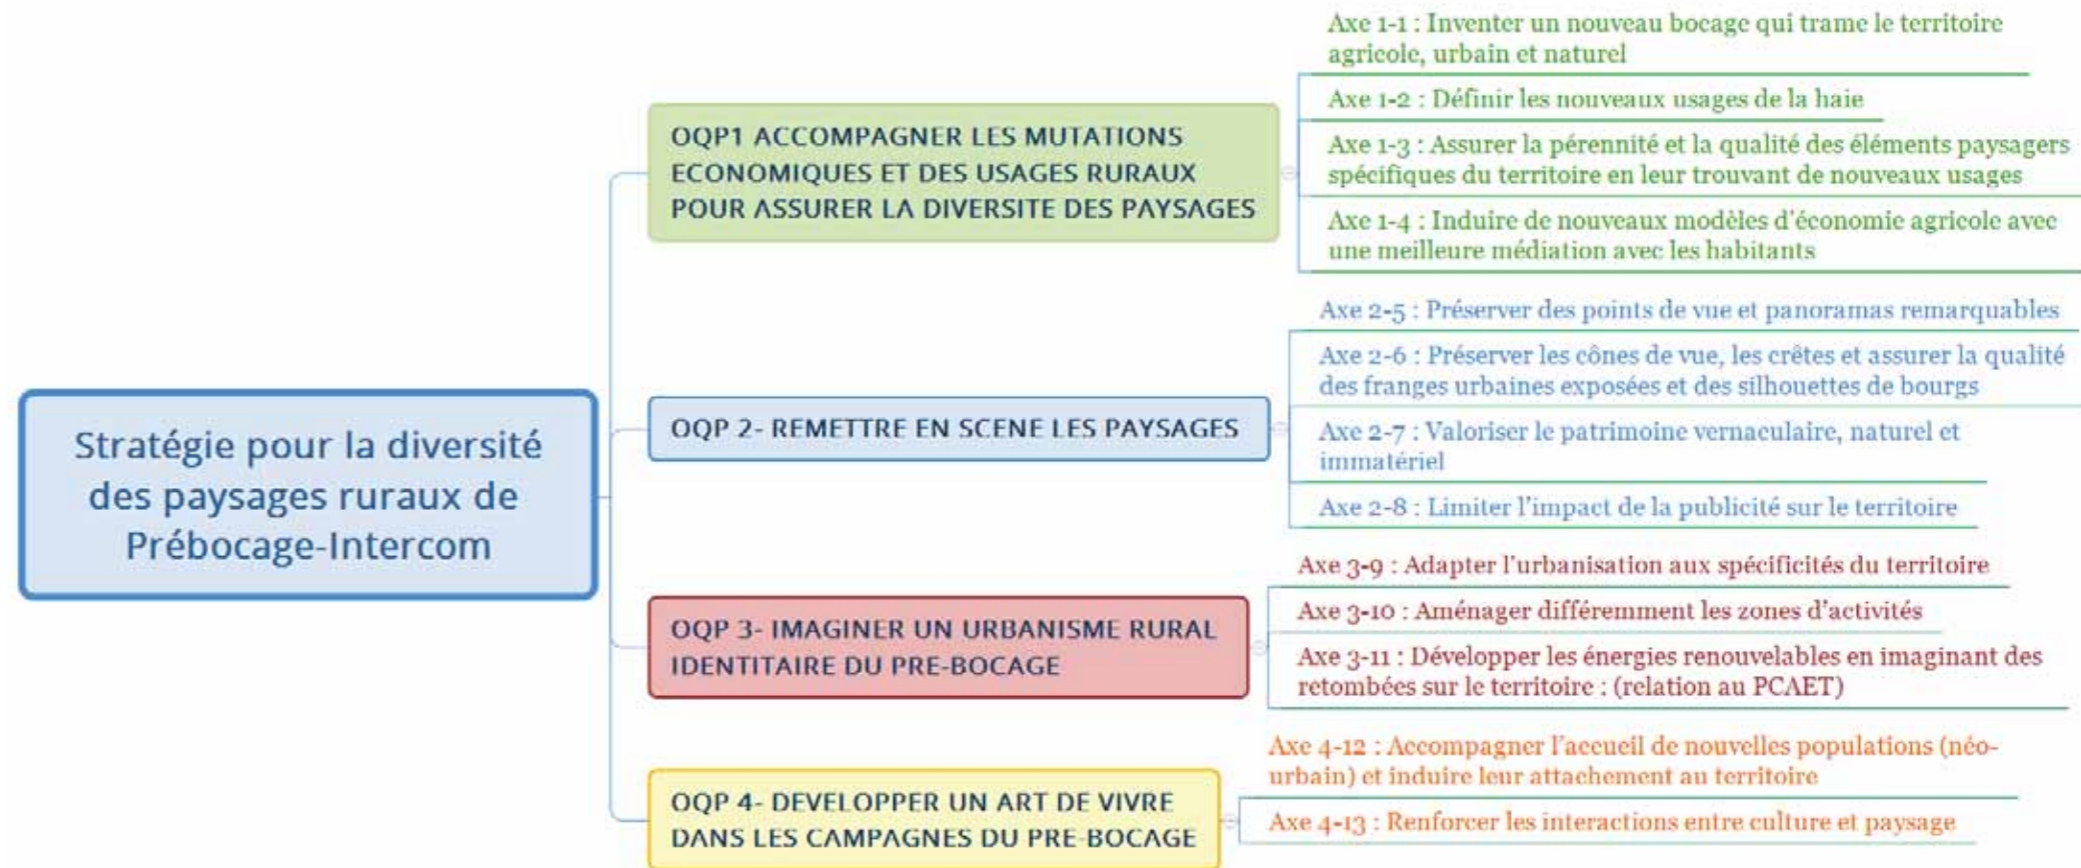 Stratégie pour la diversité
des paysages ruraux de
Prébocage-Intercom
OQP1 ACCOMPAGNER LES MUTATIONS
ECONOMIQUES ET DES USAGES RURAUX
POUR ASSURER LA DIVERSITE DES PAYSAGES
Axe 1-1 : Inventer un nouveau bocage qui trame le territoire
agricole, urbain et naturel
Axe 1-2 : Définir les nouveaux usages de la haie
Axe 1-3 : Assurer la pérennité et la qualité des éléments paysagers
spécifiques du territoire en leur trouvant de nouveaux usages
Axe 1-4 : Induire de nouveaux modèles d'économie agricole avec
une meilleure médiation avec les habitants
OQP 2- REMETTRE EN SCENE LES PAYSAGES
Axe 2-5 : Préserver des points de vue et panoramas remarquables
Axe 2-6 : Préserver les cônes de vue, les crêtes et assurer la qualité
des franges urbaines exposées et des silhouettes de bourgs
Axe 2-7 : Valoriser le patrimoine vernaculaire, naturel et
immatériel
Axe 2-8 : Limiter l'impact de la publicité sur le territoire
OQP 3- IMAGINER UN URBANISME RURAL
IDENTITAIRE DU PRE-BOCAGE
Axe 3-9 : Adapter l'urbanisation aux spécificités du territoire
Axe 3-10 : Aménager différemment les zones d'activités
Axe 3-11 : Développer les énergies renouvelables en imaginant des
retombées sur le territoire : (relation au PCAET)
OQP 4- DEVELOPPER UN ART DE VIVRE
DANS LES CAMPAGNES DU PRE-BOCAGE
Axe 4-12 : Accompagner l'accueil de nouvelles populations (néo-
urbain) et induire leur attachement au territoire
Axe 4-13 : Renforcer les interactions entre culture et paysage